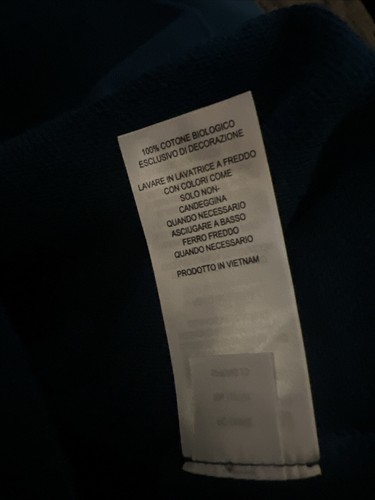 100% COTONE BIOLOGICO
ESCLUSIVO DI DECORAZIONE
LAVARE IN LAVATRICE A FREDDO
CON COLORI COME
SOLO NON-
CANDEGGINA
QUANDO NECESSARIO
ASCIUGARE A BASSO
FERRO FREDDO
QUANDO NECESSARIO
PRODOTTO IN VIETNAM